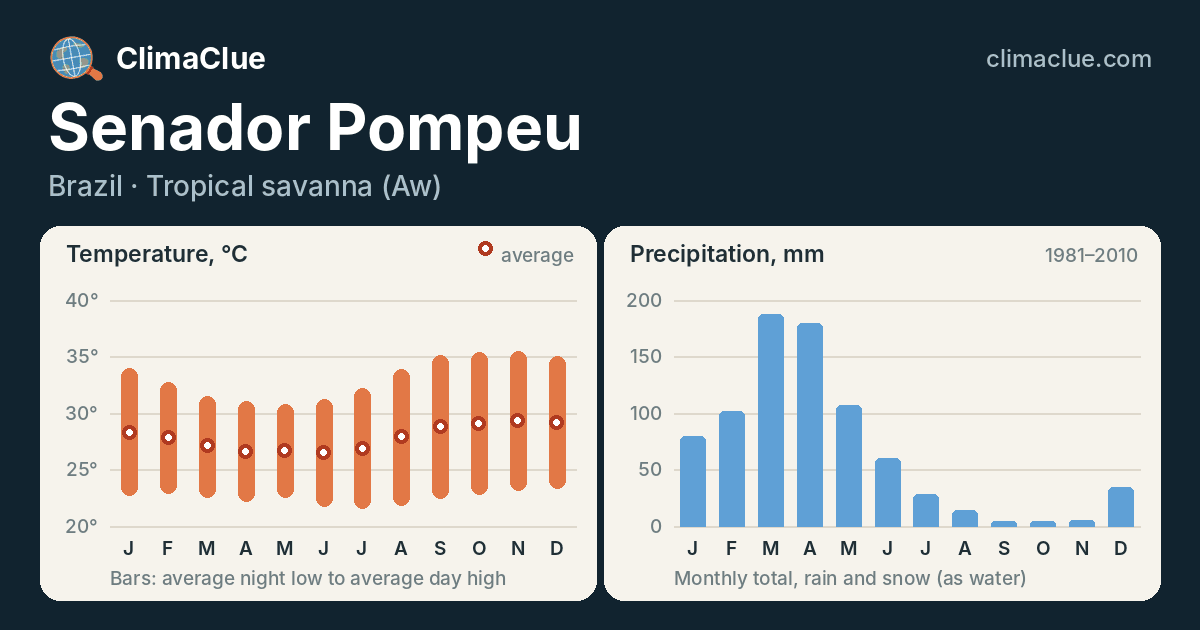 ClimaClue
climaclue.com
Senador Pompeu
Brazil · Tropical savanna (Aw)
Temperature, °C
average
40°
35°
30°
25°
20°
J F M A M J J A S O N D
Bars: average night low to average day high
Precipitation, mm
1981–2010
200
150
100
50
0
J F M A M J J A S O N D
Monthly total, rain and snow (as water)